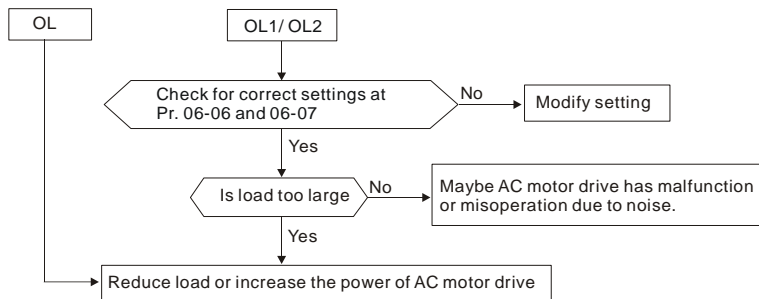 OL
OL1/ OL2
Check for correct settings at
Pr. 06-06 and 06-07
No
Modify setting
Yes
Is load too large
No
Maybe AC motor drive has malfunction
or misoperation due to noise.
Yes
Reduce load or increase the power of AC motor drive